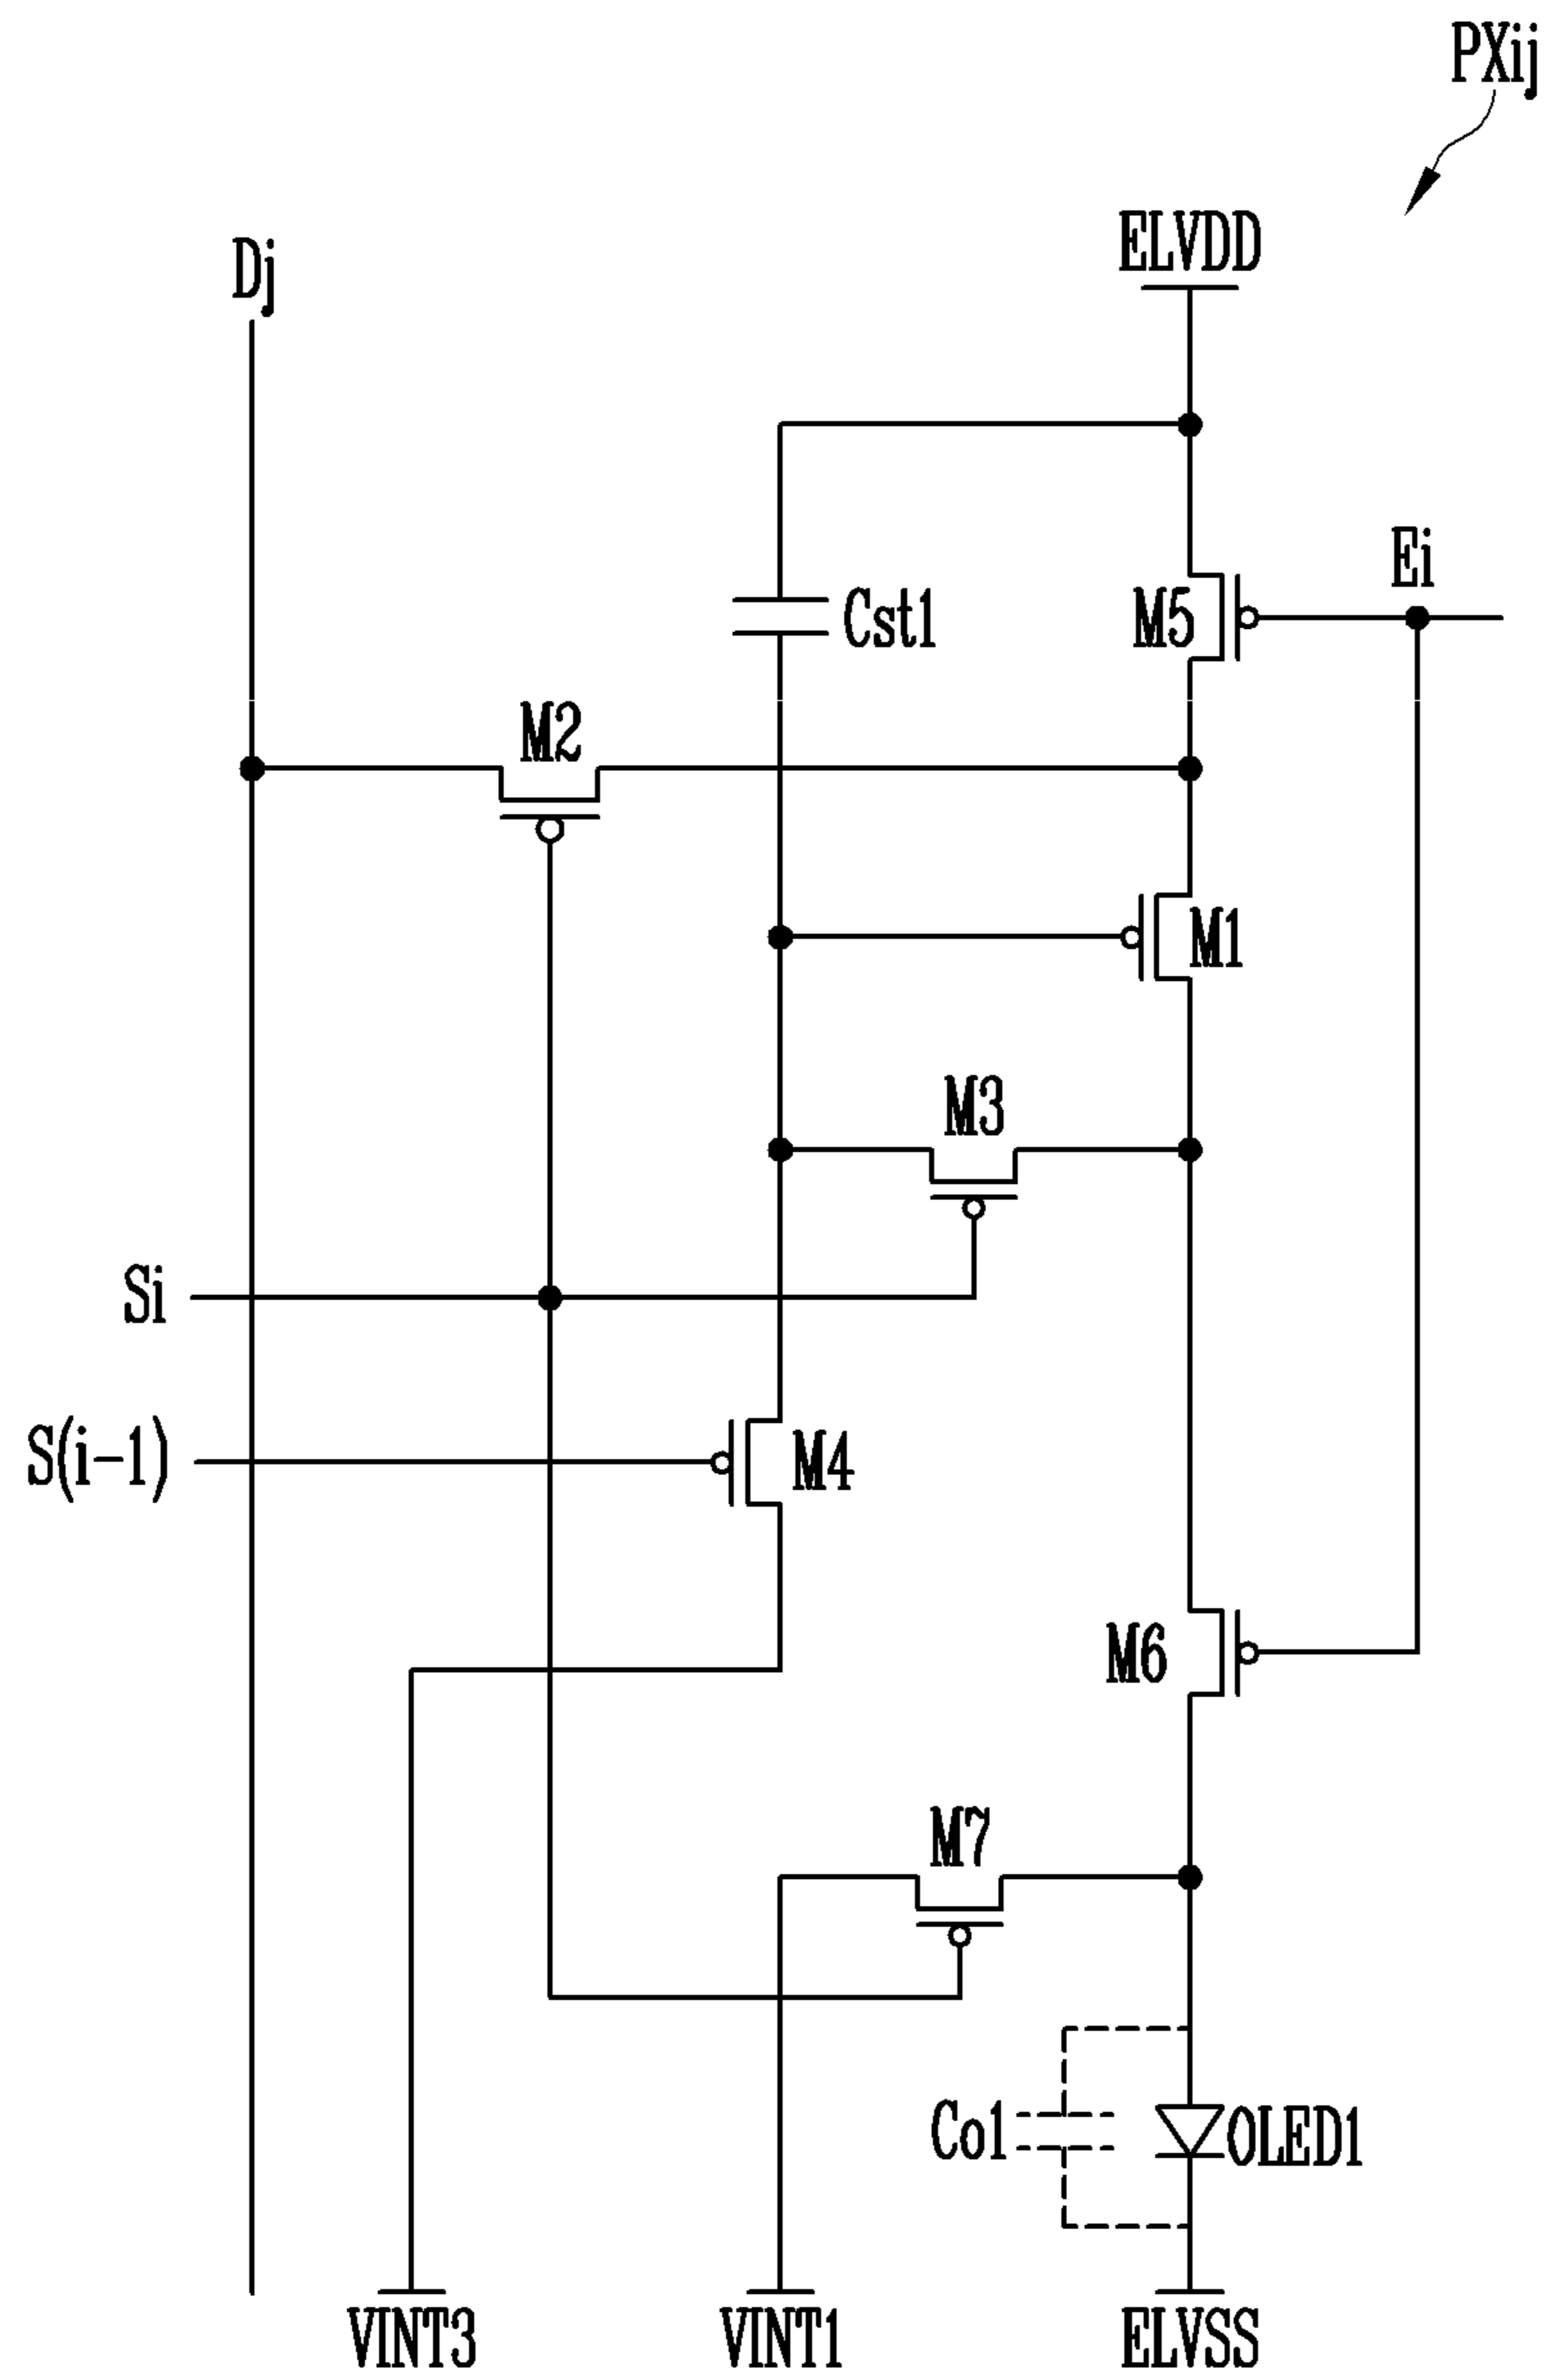 PXij
ELVDD
Dj
Ei
Cst1
M5
M2
M1
M3
Si
S(i-1)
M4
M6
M7
Co1
OLED1
VINT3
VINT1
ELVSS